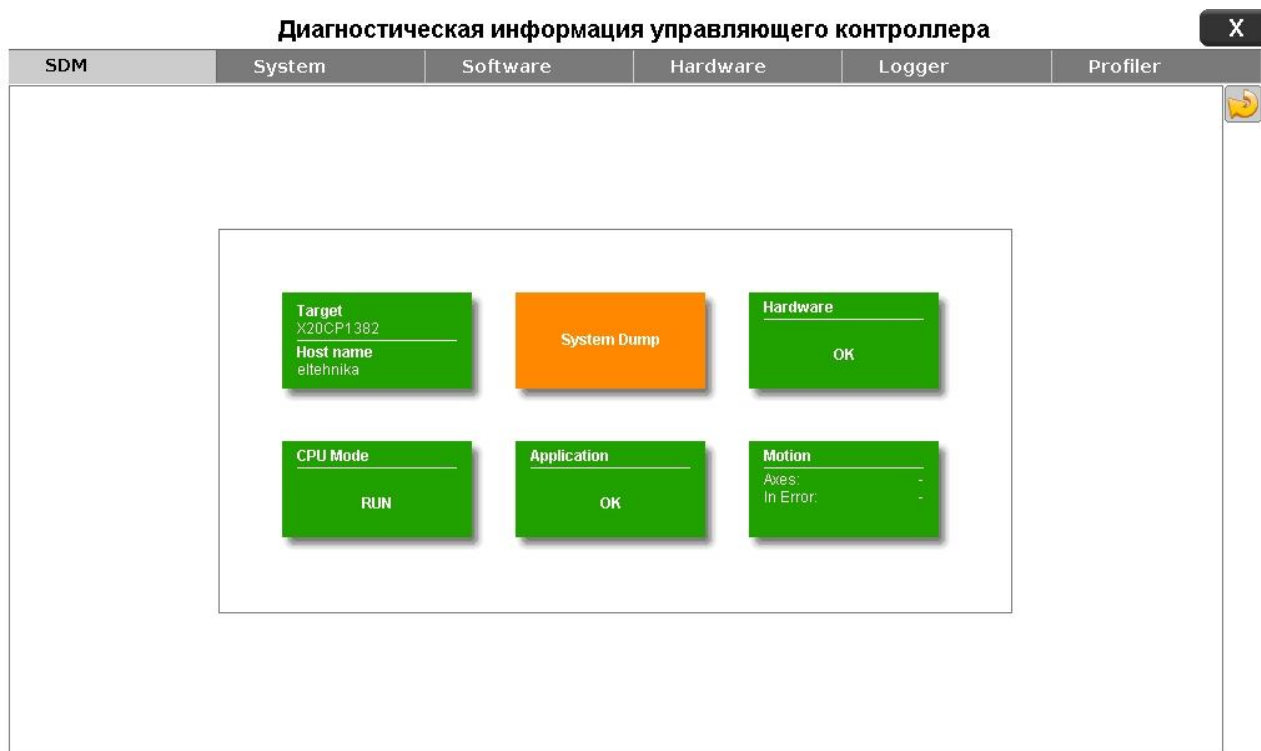 Диагностическая информация управляющего контроллера
X
SDM
System
Software
Hardware
Logger
Profiler
Target
X20CP1382
Host name
eltehnika
System Dump
Hardware
OK
CPU Mode
RUN
Application
OK
Motion
Axes: -
In Error: -